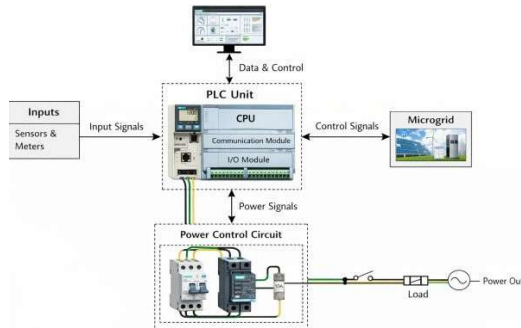 Data & Control
PLC Unit
CPU
Communication Module
I/O Module
Inputs
Sensors &
Meters
Input Signals
Control Signals
Microgrid
Power Signals
Power Control Circuit
Load
Power Out